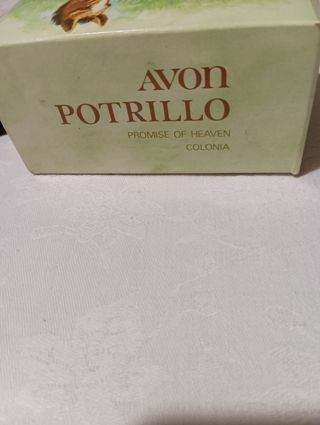 AVON
POTRILLO
PROMISE OF HEAVEN
COLONIA